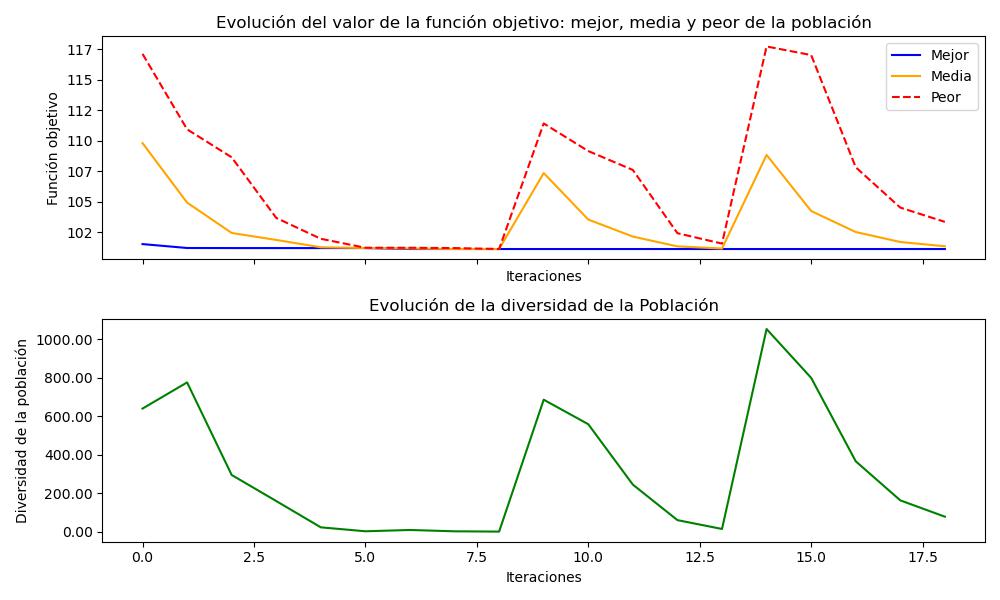 Evolución del valor de la función objetivo: mejor, media y peor de la población
117
115
112
110
107
105
102
Función objetivo
Mejor
Media
Peor
Iteraciones
Evolución de la diversidad de la Población
1000.00
800.00
600.00
400.00
200.00
0.00
Diversidad de la población
0.0 2.5 5.0 7.5 10.0 12.5 15.0 17.5
Iteraciones